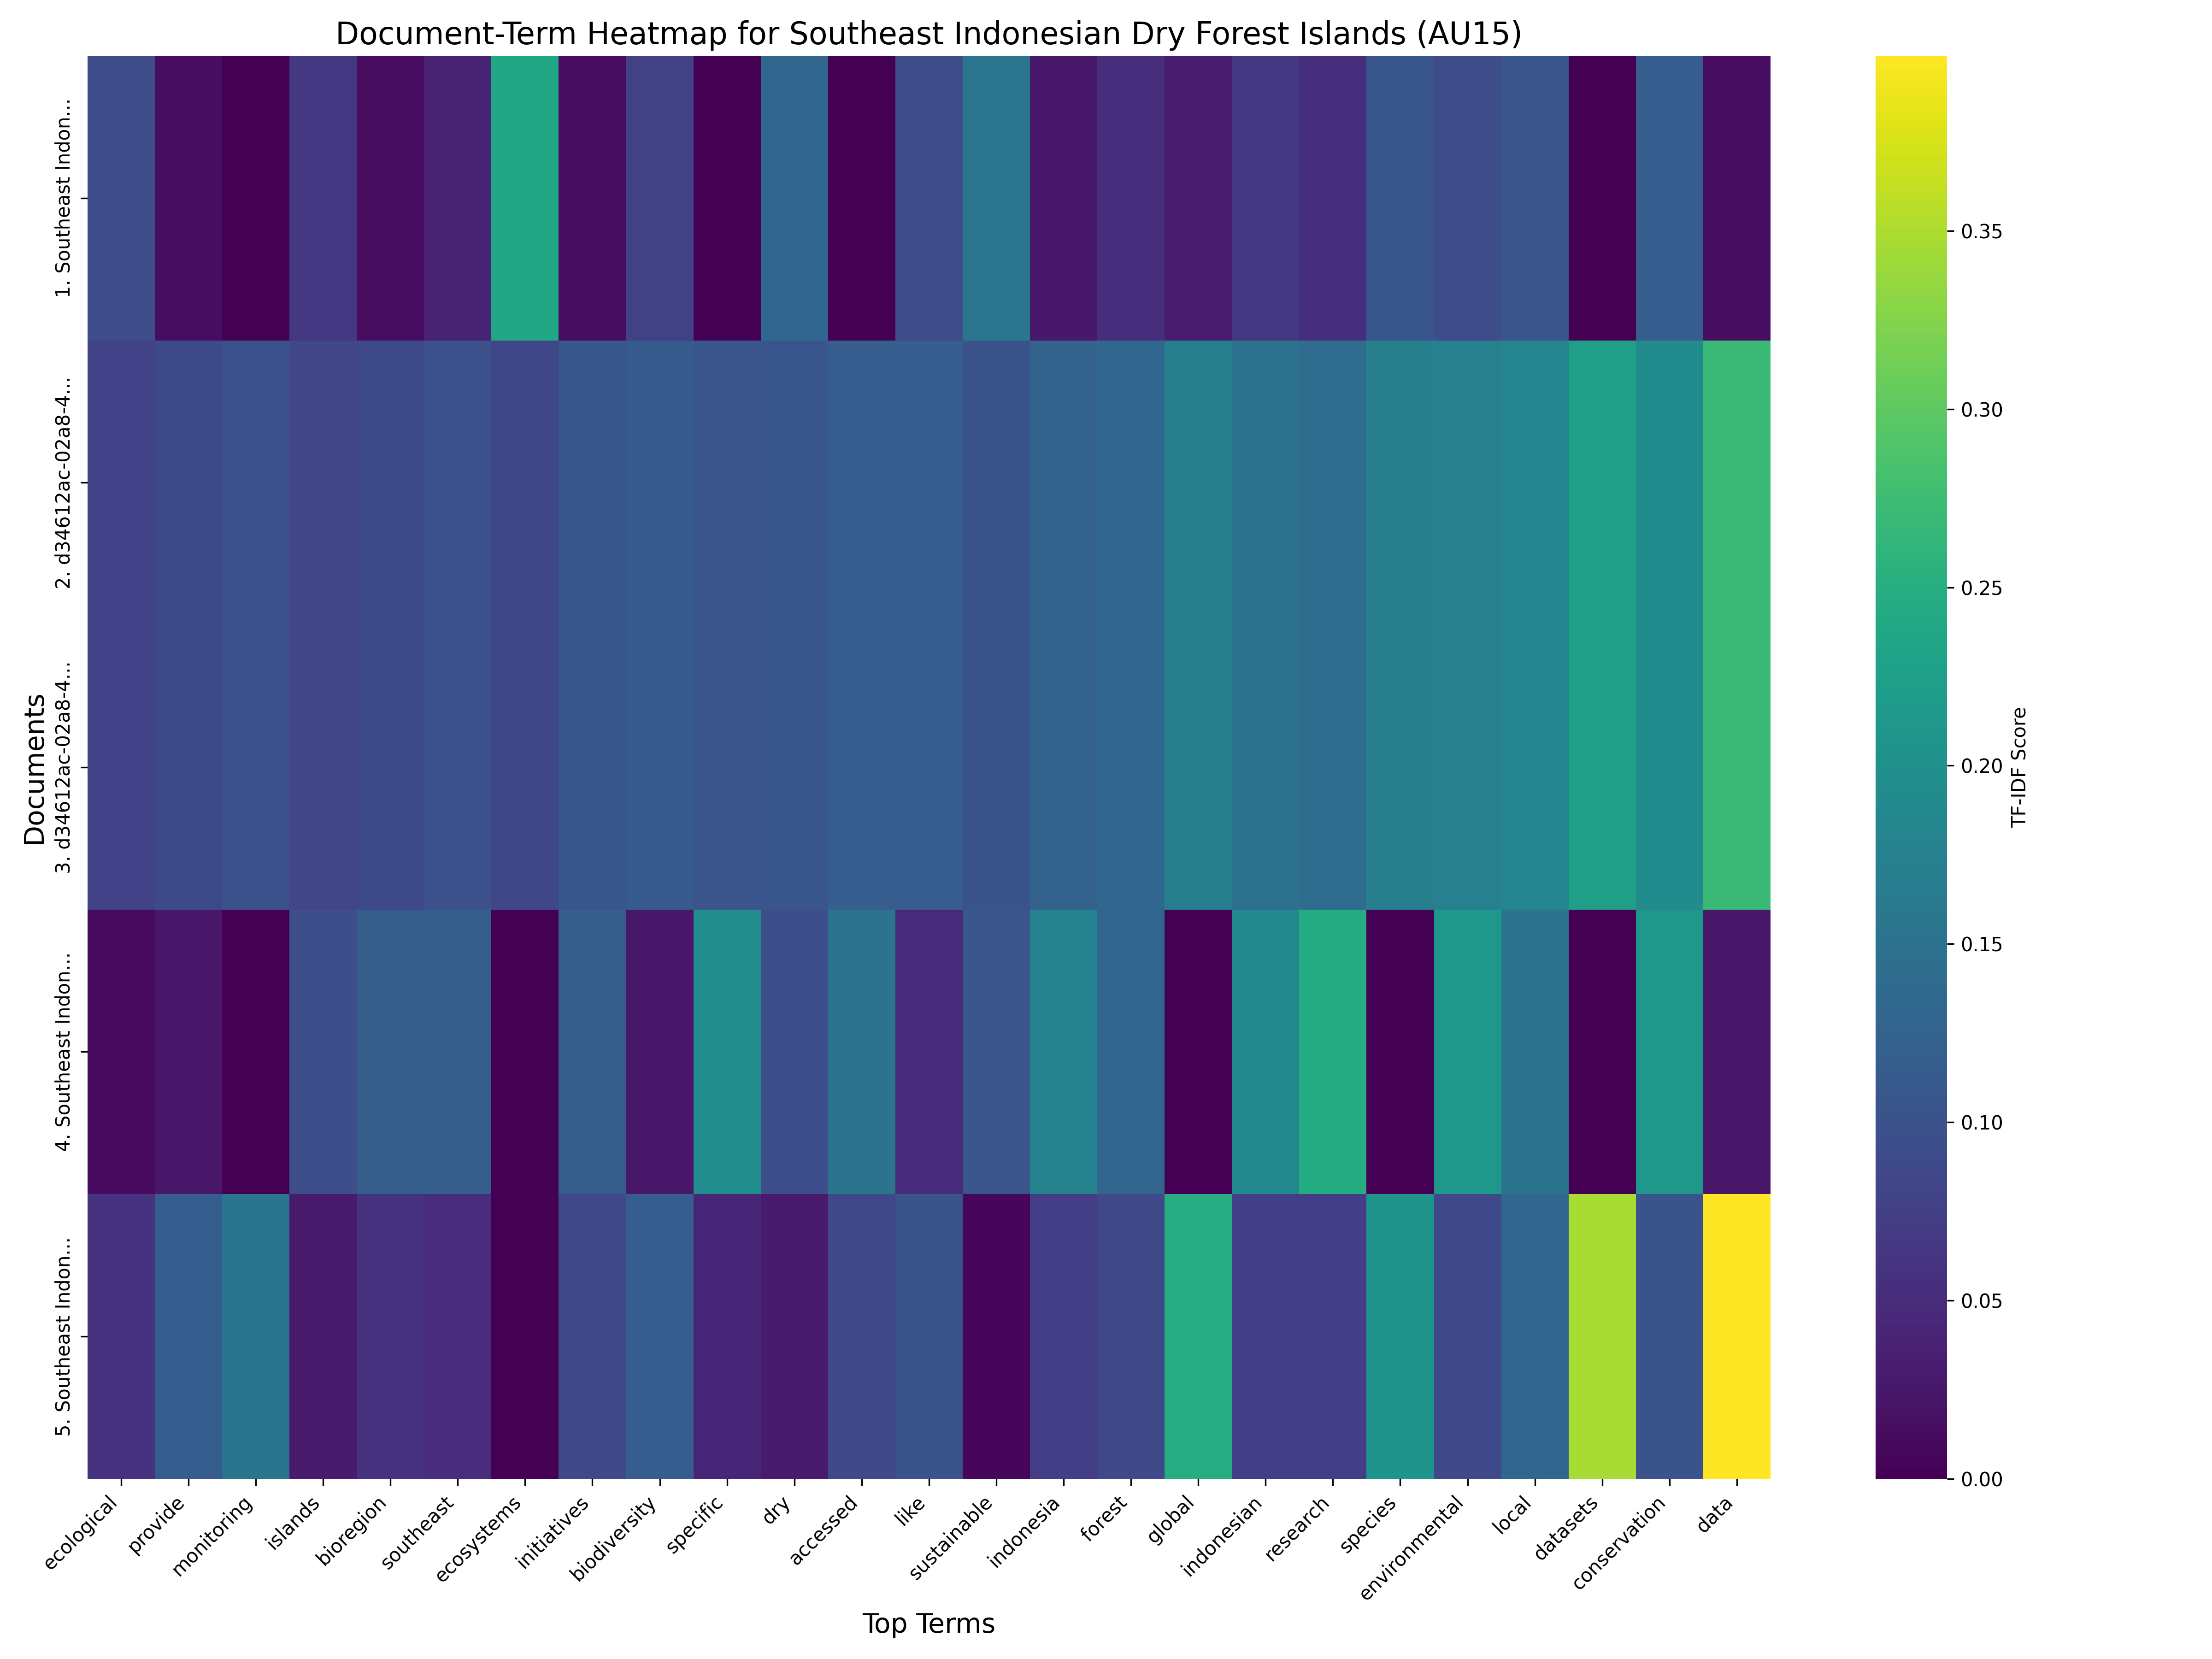 Document-Term Heatmap for Southeast Indonesian Dry Forest Islands (AU15)
Documents
1. Southeast Indon...
2. d34612ac-02a8-4...
3. d34612ac-02a8-4...
4. Southeast Indon...
5. Southeast Indon...
ecological
provide
monitoring
islands
bioregion
southeast
ecosystems
initiatives
biodiversity
specific
dry
accessed
like
sustainable
indonesia
forest
global
indonesian
research
species
environmental
local
datasets
conservation
data
Top Terms
0.35
0.30
0.25
0.20
0.15
0.10
0.05
0.00
TF-IDF Score